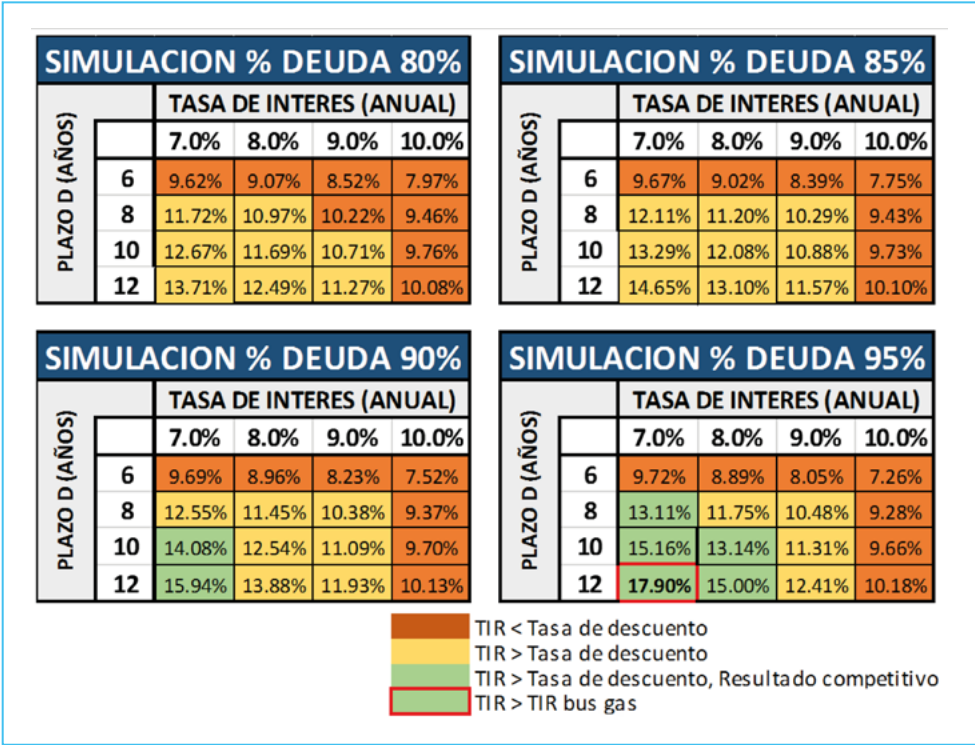 SIMULACION % DEUDA 80%
TASA DE INTERES (ANUAL)
PLAZO D (AÑOS)
7.0% 8.0% 9.0% 10.0%
6 9.62% 9.07% 8.52% 7.97%
8 11.72% 10.97% 10.22% 9.46%
10 12.67% 11.69% 10.71% 9.76%
12 13.71% 12.49% 11.27% 10.08%
SIMULACION % DEUDA 85%
TASA DE INTERES (ANUAL)
PLAZO D (AÑOS)
7.0% 8.0% 9.0% 10.0%
6 9.67% 9.02% 8.39% 7.75%
8 12.11% 11.20% 10.29% 9.43%
10 13.29% 12.08% 10.88% 9.73%
12 14.65% 13.10% 11.57% 10.10%
SIMULACION % DEUDA 90%
TASA DE INTERES (ANUAL)
PLAZO D (AÑOS)
7.0% 8.0% 9.0% 10.0%
6 9.69% 8.96% 8.23% 7.52%
8 12.55% 11.45% 10.38% 9.37%
10 14.08% 12.54% 11.09% 9.70%
12 15.94% 13.88% 11.93% 10.13%
SIMULACION % DEUDA 95%
TASA DE INTERES (ANUAL)
PLAZO D (AÑOS)
7.0% 8.0% 9.0% 10.0%
6 9.72% 8.89% 8.05% 7.26%
8 13.11% 11.75% 10.48% 9.28%
10 15.16% 13.14% 11.31% 9.66%
12 17.90% 15.00% 12.41% 10.18%
TIR < Tasa de descuento
TIR > Tasa de descuento
TIR > Tasa de descuento, Resultado competitivo
TIR > TIR bus gas